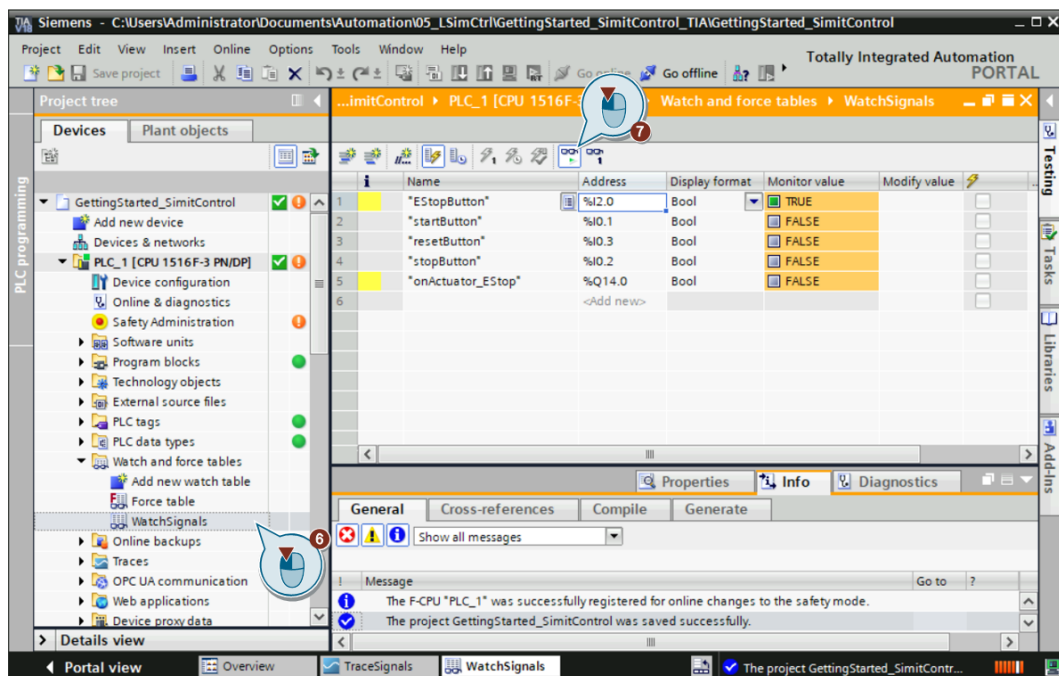 Siemens - C:\Users\Administrator\Documents\Automation\05_LSimCtrl\GettingStarted_SimitControl_TIA\GettingStarted_SimitControl
Project Edit View Insert Online Options Tools Window Help
Totally Integrated Automation
PORTAL
Save project Go online Go offline
Project tree
...imitControl PLC_1 [CPU 1516F-3 Watch and force tables WatchSignals
7
Devices Plant objects
i Name Address Display format Monitor value Modify value
1 "EStopButton" %I2.0 Bool TRUE
2 "startButton" %I0.1 Bool FALSE
3 "resetButton" %I0.3 Bool FALSE
4 "stopButton" %I0.2 Bool FALSE
5 "onActuator_EStop" %Q14.0 Bool FALSE
6 <Add new>
GettingStarted_SimitControl
Add new device
Devices & networks
PLC_1 [CPU 1516F-3 PN/DP]
Device configuration
Online & diagnostics
Safety Administration
Software units
Program blocks
Technology objects
External source files
PLC tags
PLC data types
Watch and force tables
Add new watch table
Force table
WatchSignals
Online backups
Traces
OPC UA communication
Web applications
Device proxy data
6
Details view
PLC programming
Testing
Tasks
Libraries
Add-Ins
Properties Info Diagnostics
General Cross-references Compile Generate
Show all messages
! Message Go to ?
The F-CPU "PLC_1" was successfully registered for online changes to the safety mode.
The project GettingStarted_SimitControl was saved successfully.
Portal view Overview TraceSignals WatchSignals The project GettingStarted_SimitContr...